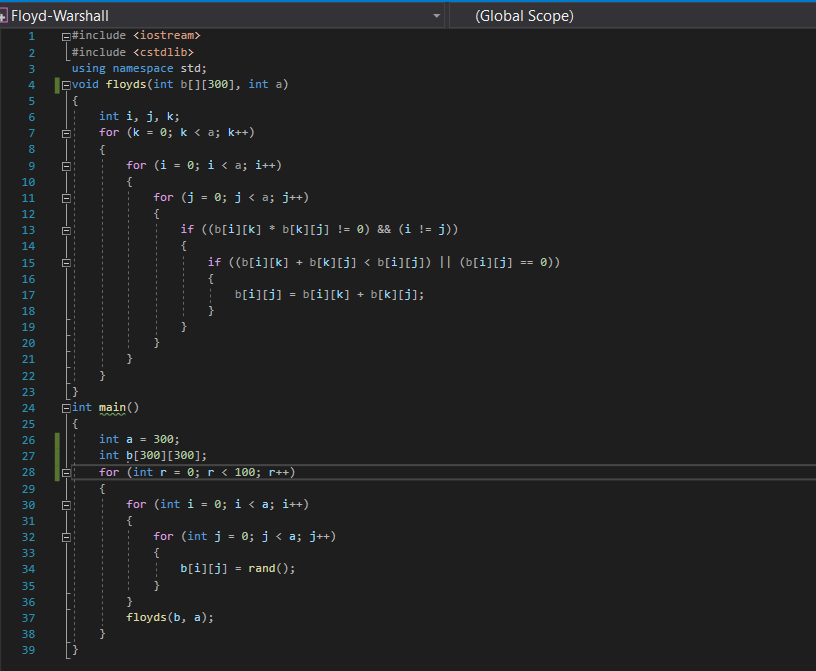 Floyd-Warshall (Global Scope)
1 #include <iostream>
2 #include <cstdlib>
3 using namespace std;
4 void floyds(int b[][300], int a)
5 {
6 int i, j, k;
7 for (k = 0; k < a; k++)
8 {
9 for (i = 0; i < a; i++)
10 {
11 for (j = 0; j < a; j++)
12 {
13 if ((b[i][k] * b[k][j] != 0) && (i != j))
14 {
15 if ((b[i][k] + b[k][j] < b[i][j]) || (b[i][j] == 0))
16 {
17 b[i][j] = b[i][k] + b[k][j];
18 }
19 }
20 }
21 }
22 }
23 }
24 int main()
25 {
26 int a = 300;
27 int b[300][300];
28 for (int r = 0; r < 100; r++)
29 {
30 for (int i = 0; i < a; i++)
31 {
32 for (int j = 0; j < a; j++)
33 {
34 b[i][j] = rand();
35 }
36 }
37 floyds(b, a);
38 }
39 }